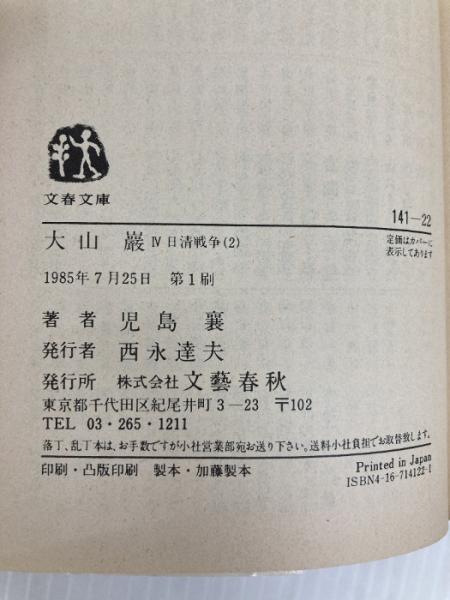 文春文庫
141—22
大山 巌 Ⅳ 日清戦争(2)
定価はカバーに
表示してあります
1985年7月25日 第1刷
著者 児島 襄
発行者 西永達夫
発行所 株式会社 文藝春秋
東京都千代田区紀尾井町3—23 〒102
TEL 03・265・1211
落丁、乱丁本は、お手数ですが小社営業部宛お送り下さい。送料小社負担でお取替致します。
印刷・凸版印刷 製本・加藤製本
Printed in Japan
ISBN4-16-714122-1